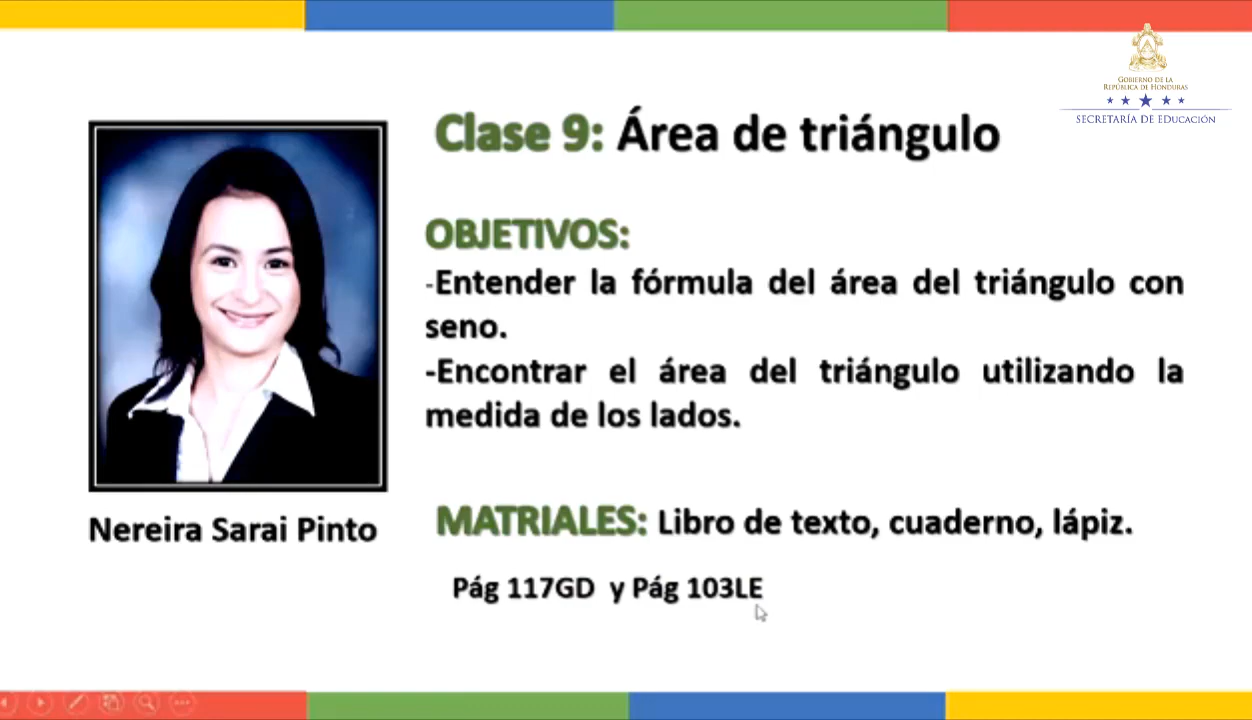 GOBIERNO DE LA
REPÚBLICA DE HONDURAS
SECRETARÍA DE EDUCACIÓN
Clase 9: Área de triángulo
OBJETIVOS:
-Entender la fórmula del área del triángulo con
seno.
-Encontrar el área del triángulo utilizando la
medida de los lados.
Nereira Sarai Pinto
MATRIALES: Libro de texto, cuaderno, lápiz.
Pág 117GD y Pág 103LE